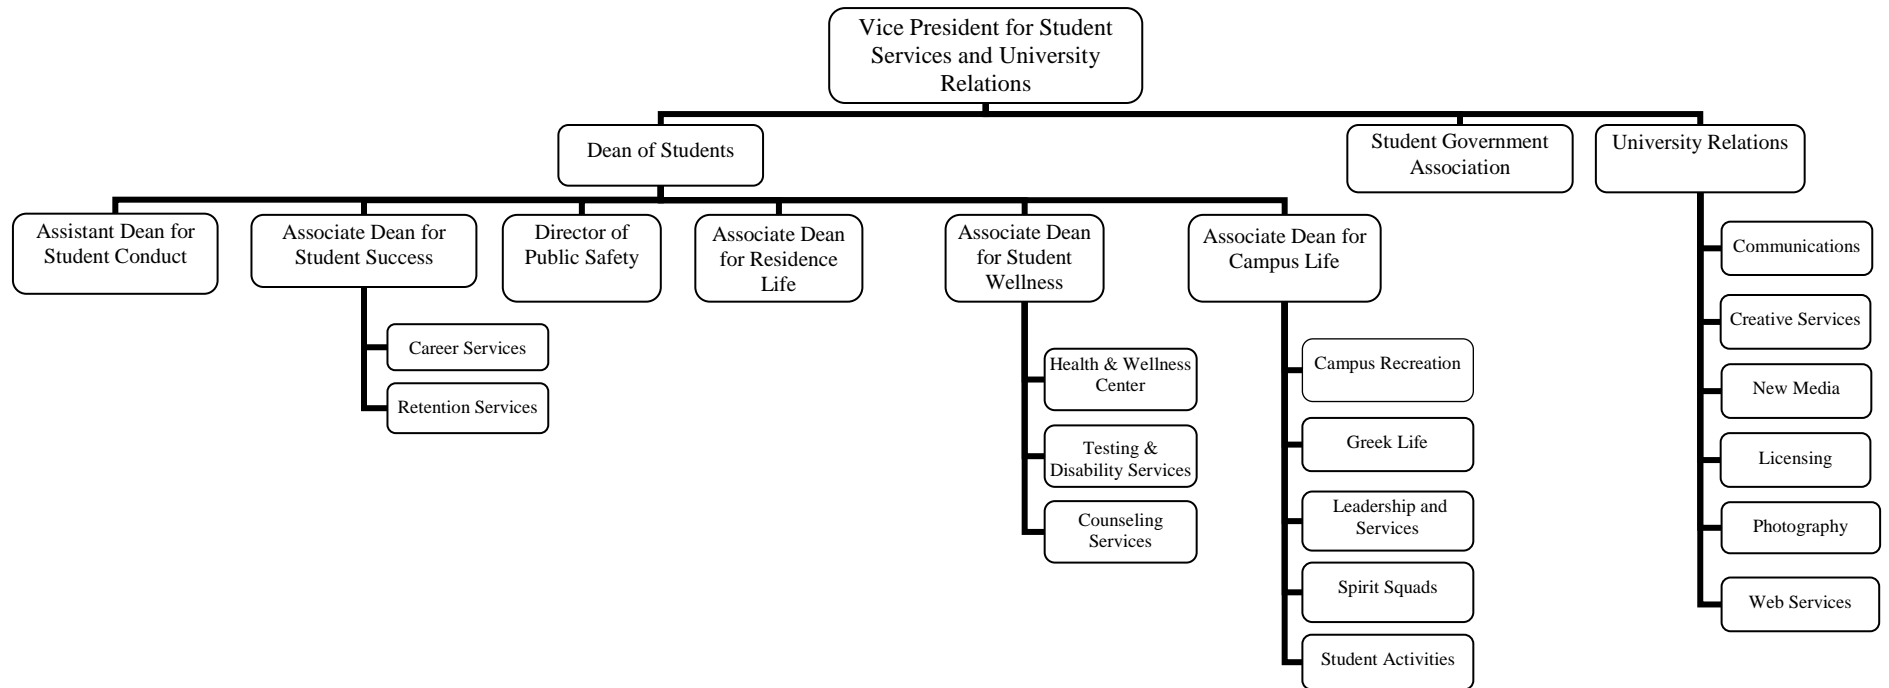 Vice President for Student
Services and University
Relations
Dean of Students
Student Government
Association
University Relations
Assistant Dean for
Student Conduct
Associate Dean for
Student Success
Director of
Public Safety
Associate Dean
for Residence
Life
Associate Dean
for Student
Wellness
Associate Dean for
Campus Life
Career Services
Retention Services
Health & Wellness
Center
Testing &
Disability Services
Counseling
Services
Campus Recreation
Greek Life
Leadership and
Services
Spirit Squads
Student Activities
Communications
Creative Services
New Media
Licensing
Photography
Web Services